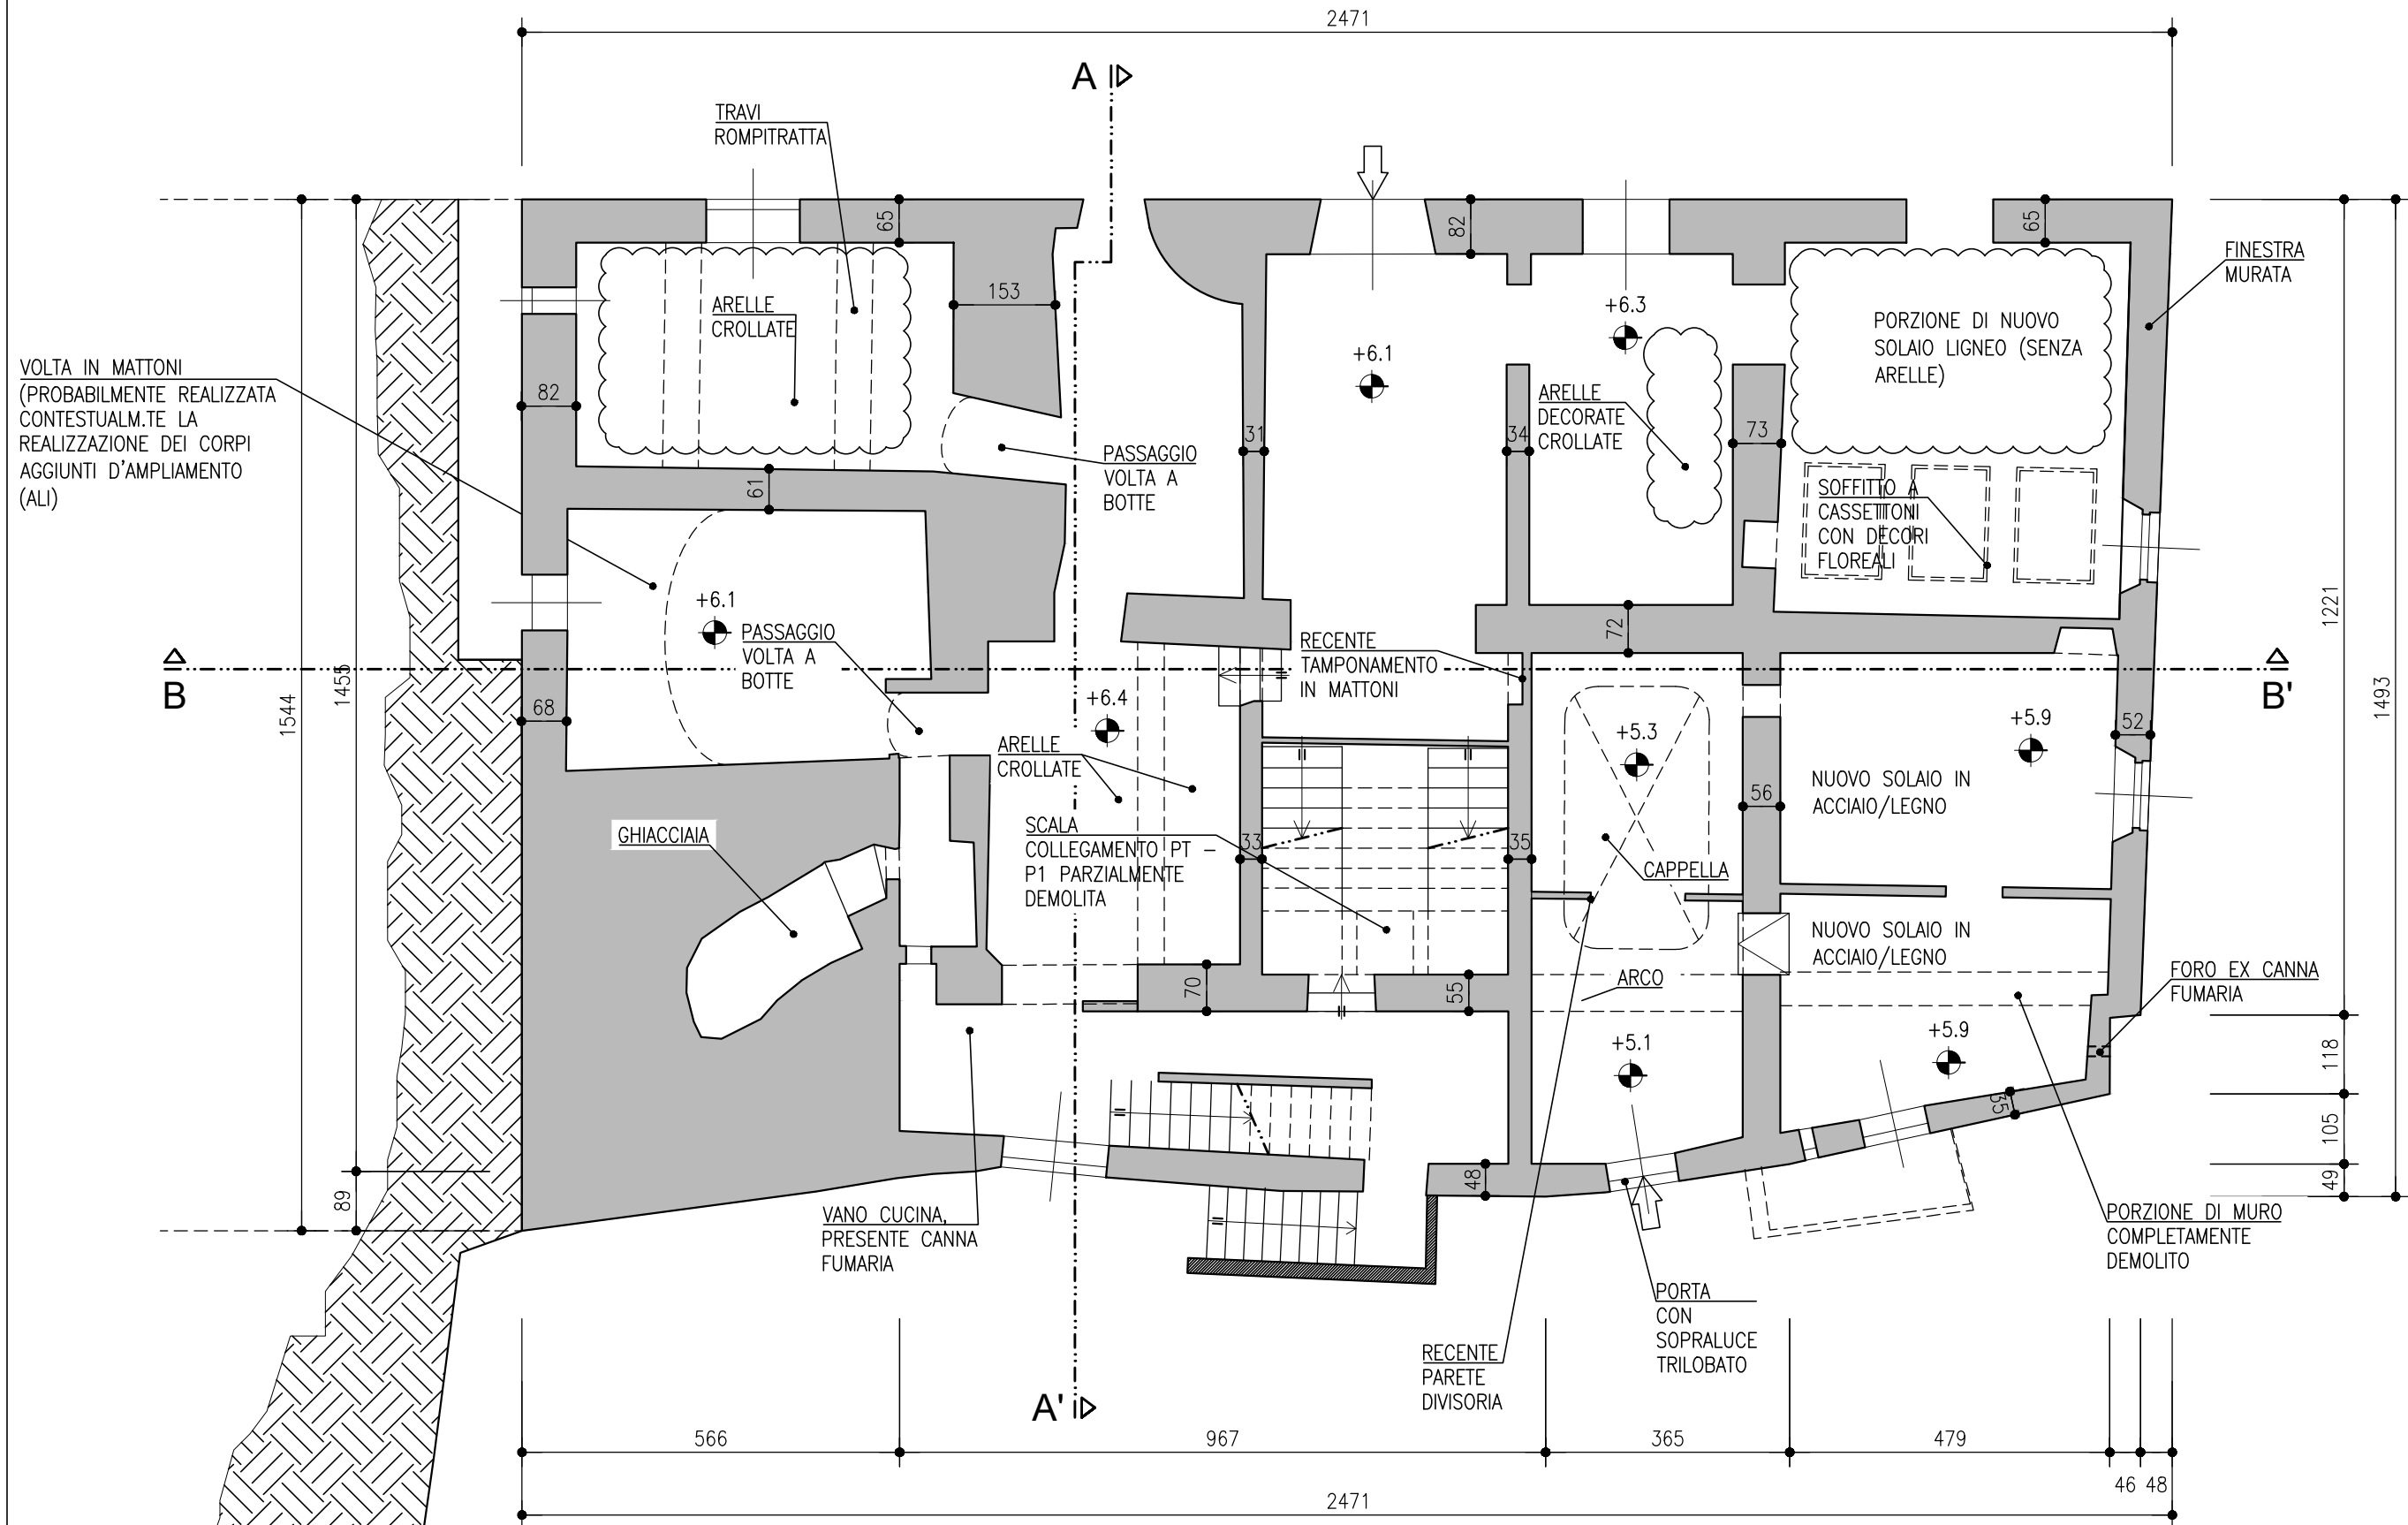 2471
A
TRAVI
ROMPITRATTA
65
82
65
FINESTRA
MURATA
153
ARELLE
CROLLATE
+6.3
PORZIONE DI NUOVO
SOLAIO LIGNEO (SENZA
ARELLE)
+6.1
VOLTA IN MATTONI
(PROBABILMENTE REALIZZATA
CONTESTUALM.TE LA
REALIZZAZIONE DEI CORPI
AGGIUNTI D'AMPLIAMENTO
(ALI)
82
ARELLE
DECORATE
CROLLATE
31
34
73
PASSAGGIO
VOLTA A
BOTTE
61
SOFFITTO A
CASSETTONI
CON DECORI
FLOREALI
+6.1
PASSAGGIO
VOLTA A
BOTTE
72
1221
RECENTE
TAMPONAMENTO
IN MATTONI
B
B'
1544
1455
1493
68
+6.4
+5.3
+5.9
52
ARELLE
CROLLATE
NUOVO SOLAIO IN
ACCIAIO/LEGNO
56
GHIACCIAIA
SCALA
COLLEGAMENTO PT -
P1 PARZIALMENTE
DEMOLITA
33
35
CAPPELLA
NUOVO SOLAIO IN
ACCIAIO/LEGNO
70
55
ARCO
FORO EX CANNA
FUMARIA
+5.1
+5.9
118
35
105
48
49
89
VANO CUCINA,
PRESENTE CANNA
FUMARIA
PORZIONE DI MURO
COMPLETAMENTE
DEMOLITO
PORTA
CON
SOPRALUCE
TRILOBATO
RECENTE
PARETE
DIVISORIA
A'
566
967
365
479
46
48
2471